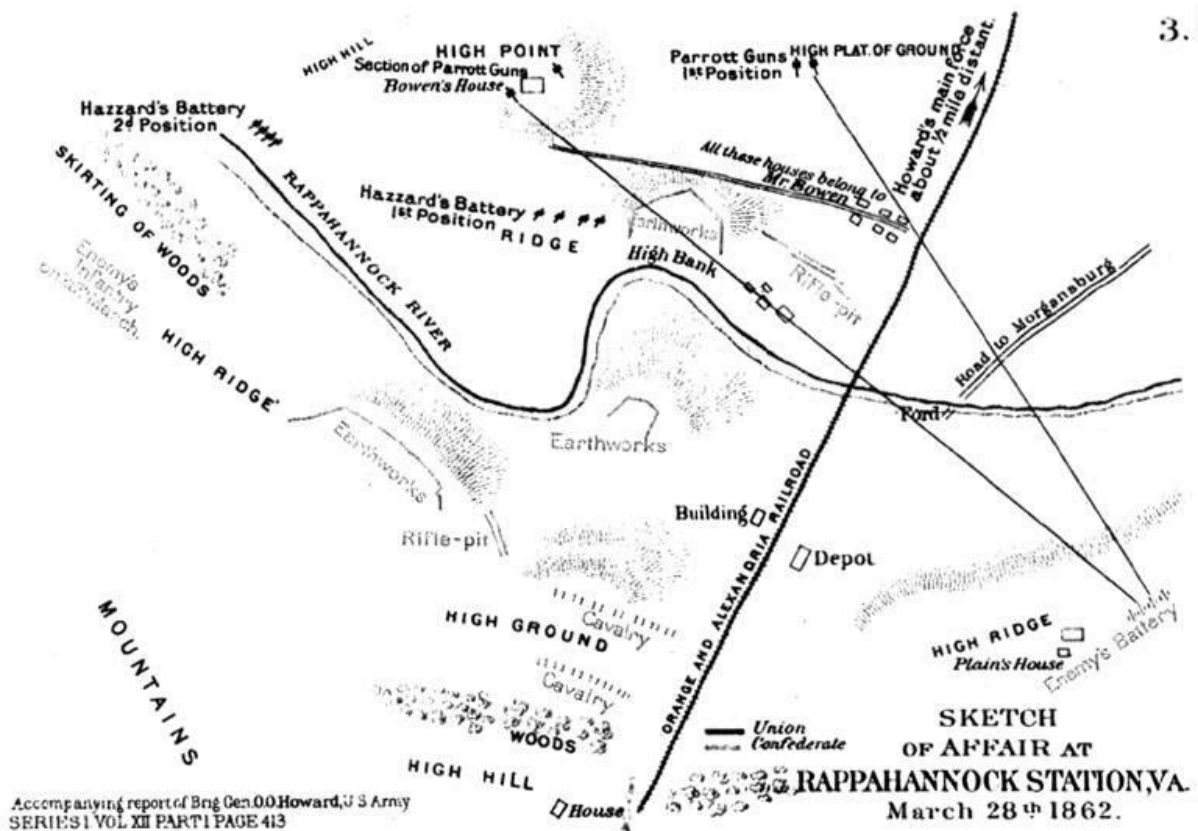 3.
HIGH HILL
HIGH POINT
Section of Parrott Guns
Bowen's House
Parrott Guns
1st Position
HIGH PLAT. OF GROUND
Howard's main force
about ½ mile distant.
Hazzard's Battery
2d Position
SKIRTING OF WOODS
RAPPAHANNOCK RIVER
All these houses belong to
Mr Bowen
Hazzard's Battery
1st Position
RIDGE
Earthworks
High Bank
Rifle-pit
Enemy's
Infantry
on March.
HIGH RIDGE
Road to Morganaburg
Ford
Earthworks
Rifle-pit
Earthworks
Building
Depot
ORANGE AND ALEXANDRIA RAILROAD
HIGH GROUND
Cavalry
Cavalry
WOODS
HIGH HILL
House
MOUNTAINS
HIGH RIDGE
Plain's House
Enemy's Battery
Union
Confederate
SKETCH
OF AFFAIR AT
RAPPAHANNOCK STATION, VA.
March 28th 1862.
Accompanying report of Brig Gen. O.O. Howard, U S Army
SERIES I VOL XII PART I PAGE 413